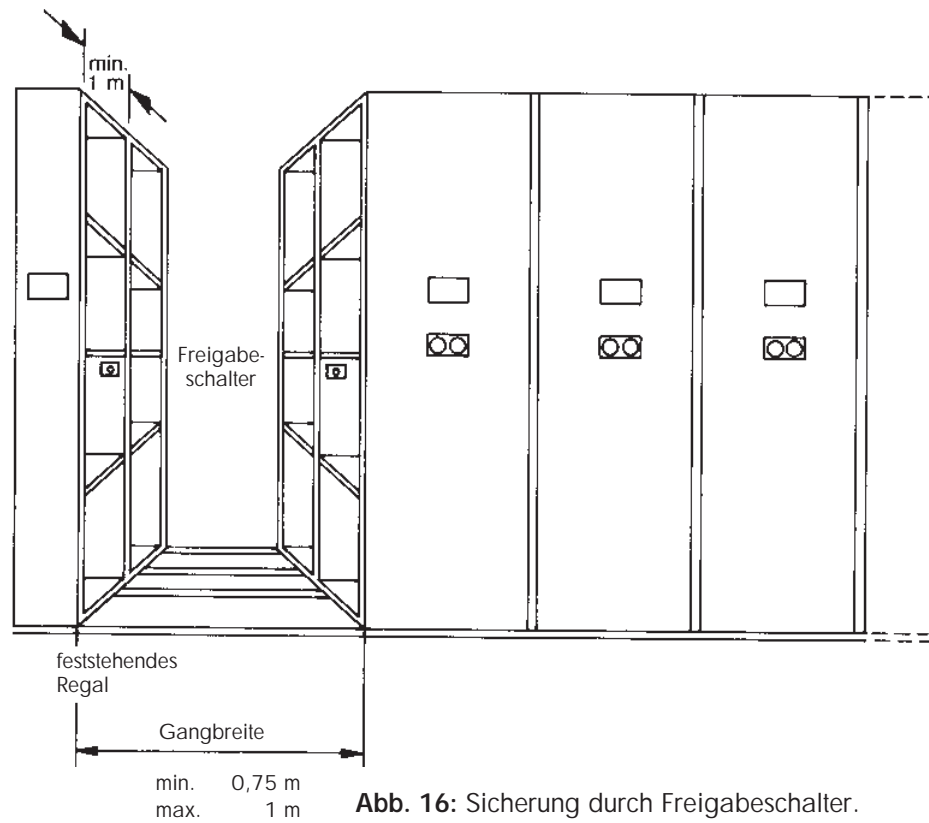 min.
1 m
Freigabe-
schalter
feststehendes
Regal
Gangbreite
min. 0,75 m
max. 1 m
Abb. 16: Sicherung durch Freigabeschalter.